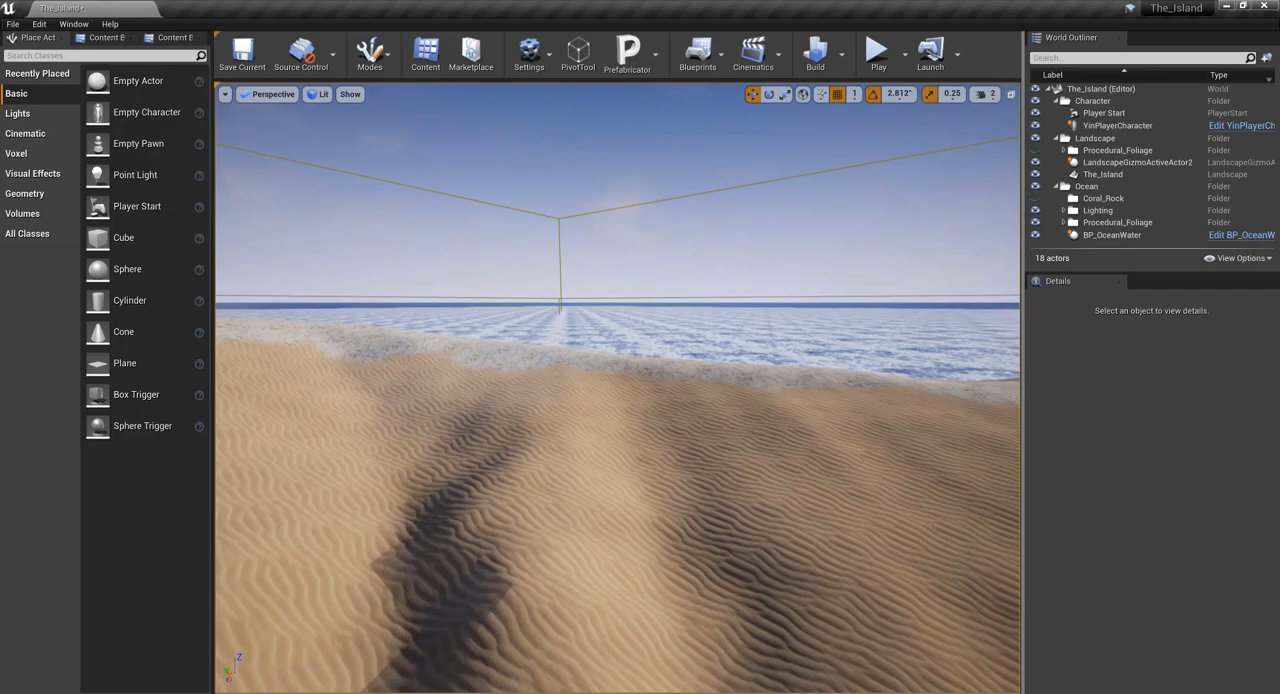 The_Island*
The_Island
File Edit Window Help
Place Act
Content E
Content E
Search Classes
Recently Placed
Basic
Lights
Cinematic
Voxel
Visual Effects
Geometry
Volumes
All Classes
Empty Actor
Empty Character
Empty Pawn
Point Light
Player Start
Cube
Sphere
Cylinder
Cone
Plane
Box Trigger
Sphere Trigger
Save Current
Source Control
Modes
Content
Marketplace
Settings
PivotTool
Prefabricator
Blueprints
Cinematics
Build
Play
Launch
Perspective Lit Show
1 2.812° 0.25 2
Z
World Outliner
Search...
Label Type
The_Island (Editor) World
Character Folder
Player Start PlayerStart
YinPlayerCharacter Edit YinPlayerCh
Landscape Folder
Procedural_Foliage Folder
LandscapeGizmoActiveActor2 LandscapeGizmoA
The_Island Landscape
Ocean Folder
Coral_Rock Folder
Lighting Folder
Procedural_Foliage Folder
BP_OceanWater Edit BP_OceanW
18 actors View Options
Details
Select an object to view details.